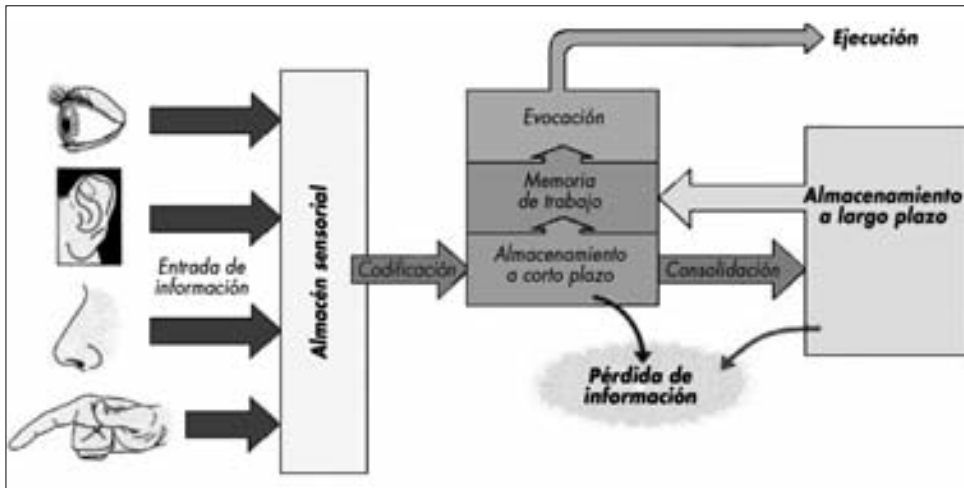 Entrada de
información
Almacén sensorial
Codificación
Evocación
Memoria
de trabajo
Almacenamiento
a corto plazo
Ejecución
Consolidación
Almacenamiento
a largo plazo
Pérdida de
información